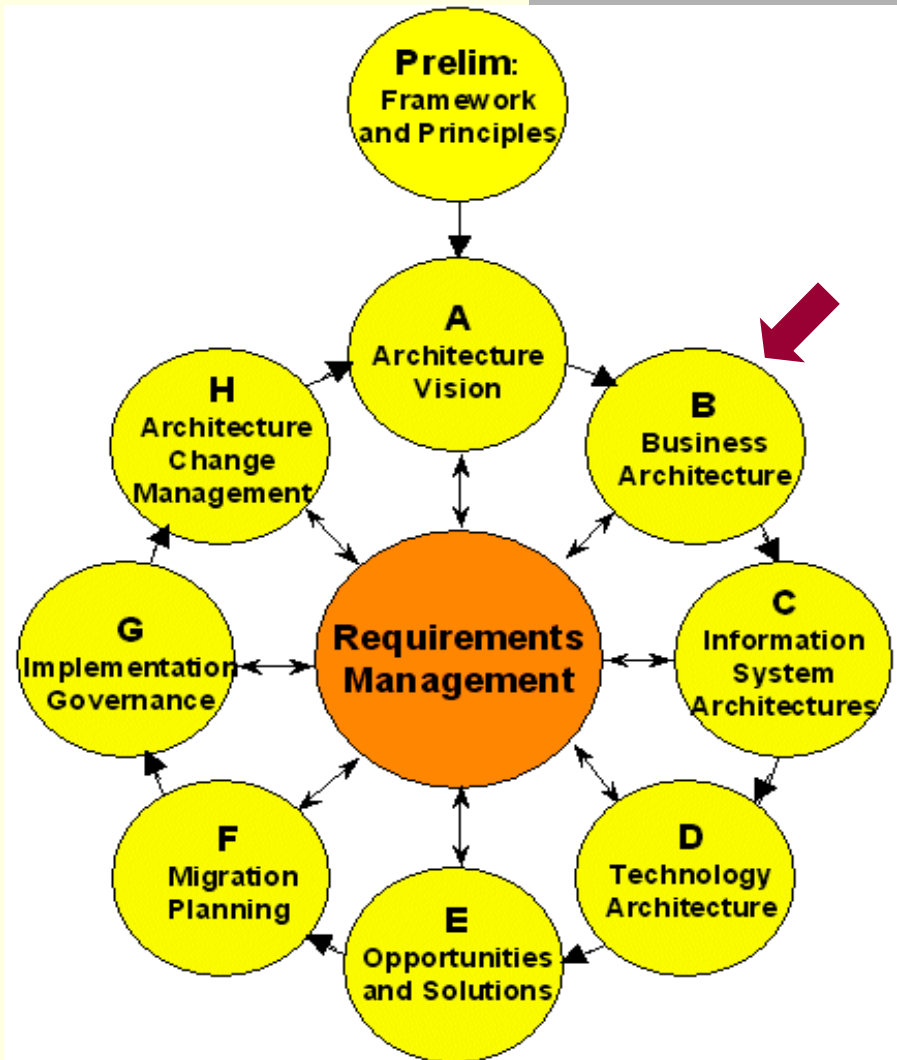 Prelim:
Framework
and Principles
A
Architecture
Vision
B
Business
Architecture
C
Information
System
Architectures
D
Technology
Architecture
E
Opportunities
and Solutions
F
Migration
Planning
G
Implementation
Governance
H
Architecture
Change
Management
Requirements
Management